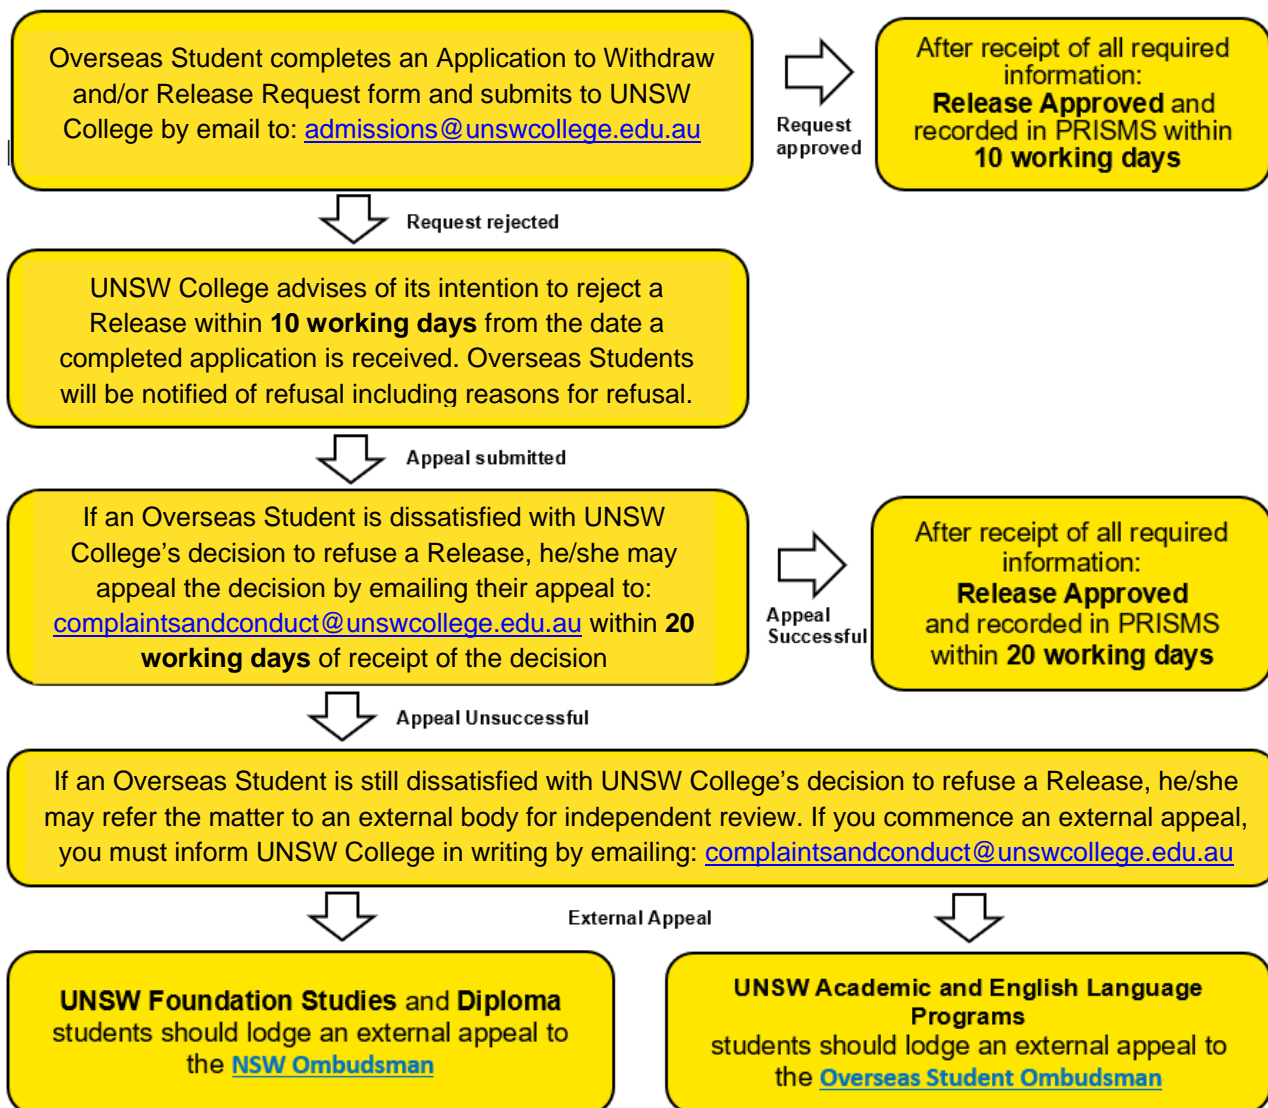 Overseas Student completes an Application to Withdraw
and/or Release Request form and submits to UNSW
College by email to: admissions@unswcollege.edu.au
Request
approved
After receipt of all required
information:
Release Approved and
recorded in PRISMS within
10 working days
Request rejected
UNSW College advises of its intention to reject a
Release within 10 working days from the date a
completed application is received. Overseas Students
will be notified of refusal including reasons for refusal.
Appeal submitted
If an Overseas Student is dissatisfied with UNSW
College’s decision to refuse a Release, he/she may
appeal the decision by emailing their appeal to:
complaintsandconduct@unswcollege.edu.au within 20
working days of receipt of the decision
Appeal
Successful
After receipt of all required
information:
Release Approved
and recorded in PRISMS
within 20 working days
Appeal Unsuccessful
If an Overseas Student is still dissatisfied with UNSW College’s decision to refuse a Release, he/she
may refer the matter to an external body for independent review. If you commence an external appeal,
you must inform UNSW College in writing by emailing: complaintsandconduct@unswcollege.edu.au
External Appeal
UNSW Foundation Studies and Diploma
students should lodge an external appeal to
the NSW Ombudsman
UNSW Academic and English Language
Programs
students should lodge an external appeal to
the Overseas Student Ombudsman